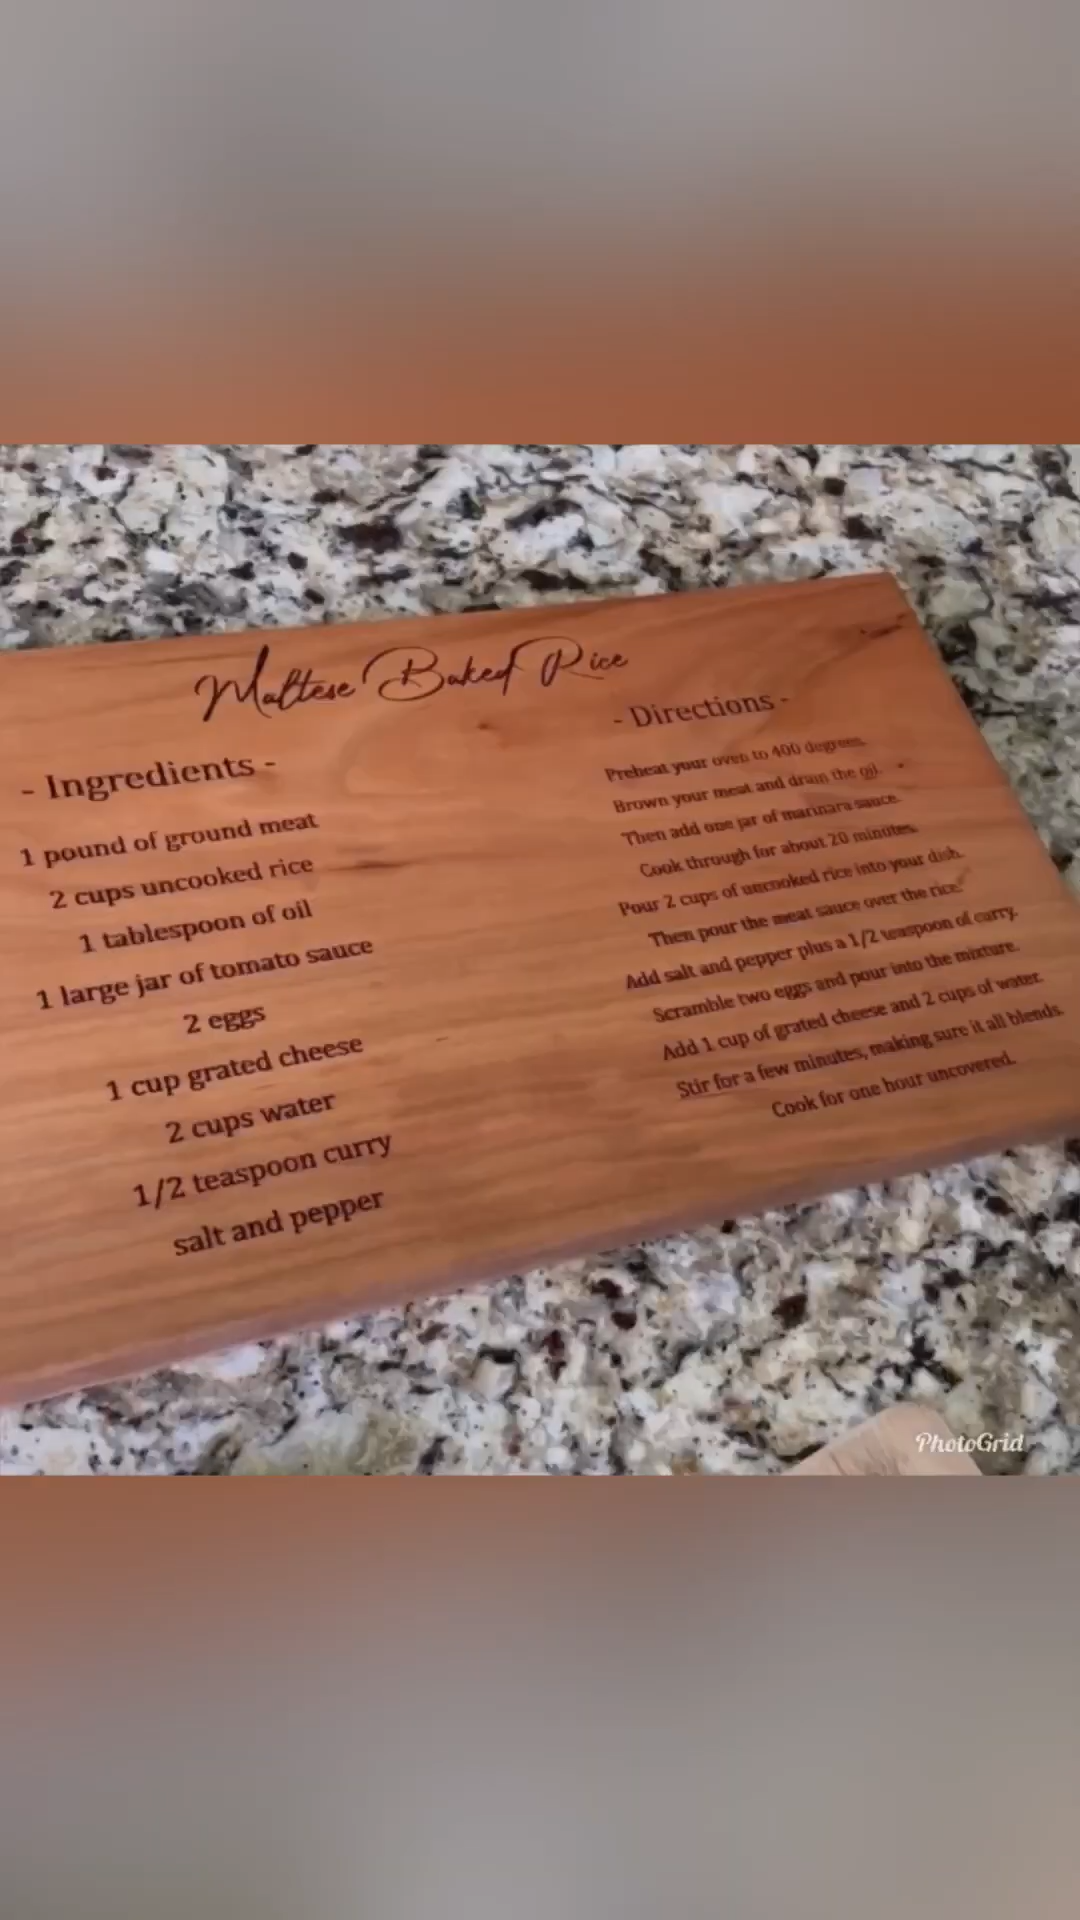 Maltese Baked Rice
- Ingredients -
1 pound of ground meat
2 cups uncooked rice
1 tablespoon of oil
1 large jar of tomato sauce
2 eggs
1 cup grated cheese
2 cups water
1/2 teaspoon curry
salt and pepper
- Directions -
Preheat your oven to 400 degrees.
Brown your meat and drain the oil.
Then add one jar of marinara sauce.
Cook through for about 20 minutes.
Pour 2 cups of uncooked rice into your dish.
Then pour the meat sauce over the rice.
Add salt and pepper plus a 1/2 teaspoon of curry.
Scramble two eggs and pour into the mixture.
Add 1 cup of grated cheese and 2 cups of water.
Stir for a few minutes, making sure it all blends.
Cook for one hour uncovered.
PhotoGrid